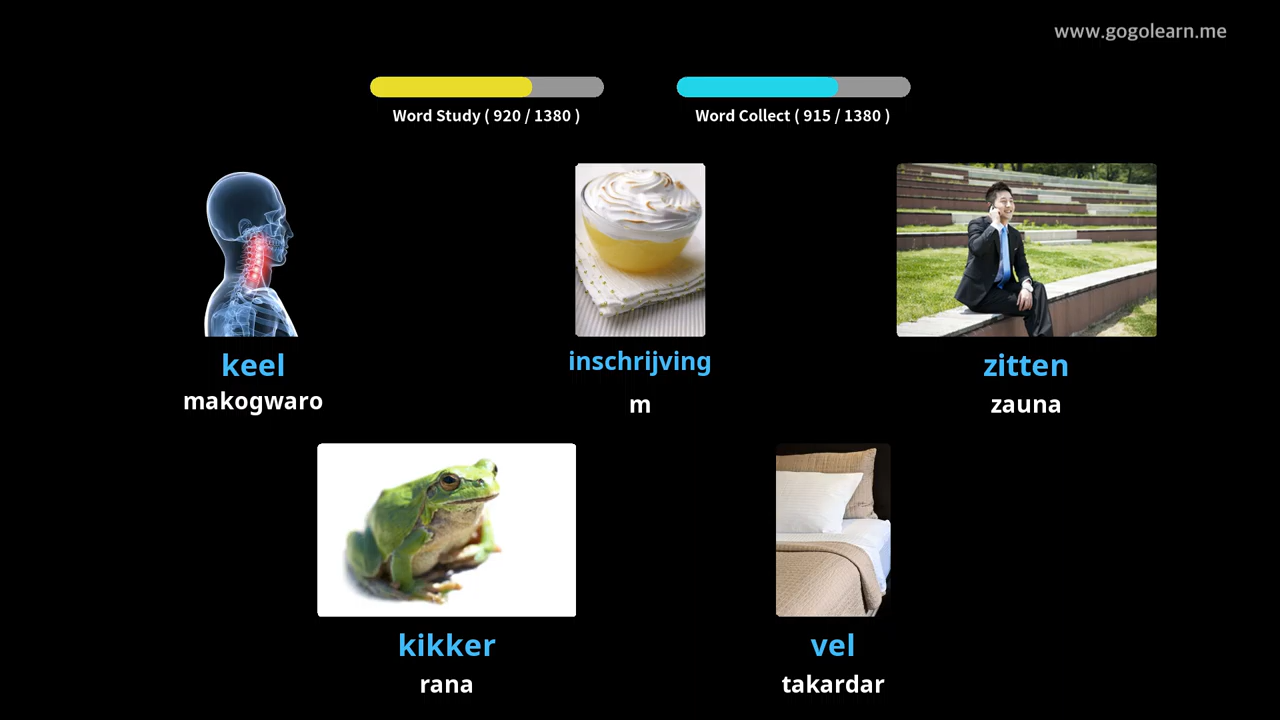 www.gogolearn.me
Word Study ( 920 / 1380 )
Word Collect ( 915 / 1380 )
keel
makogwaro
inschrijving
m
zitten
zauna
kikker
rana
vel
takardar